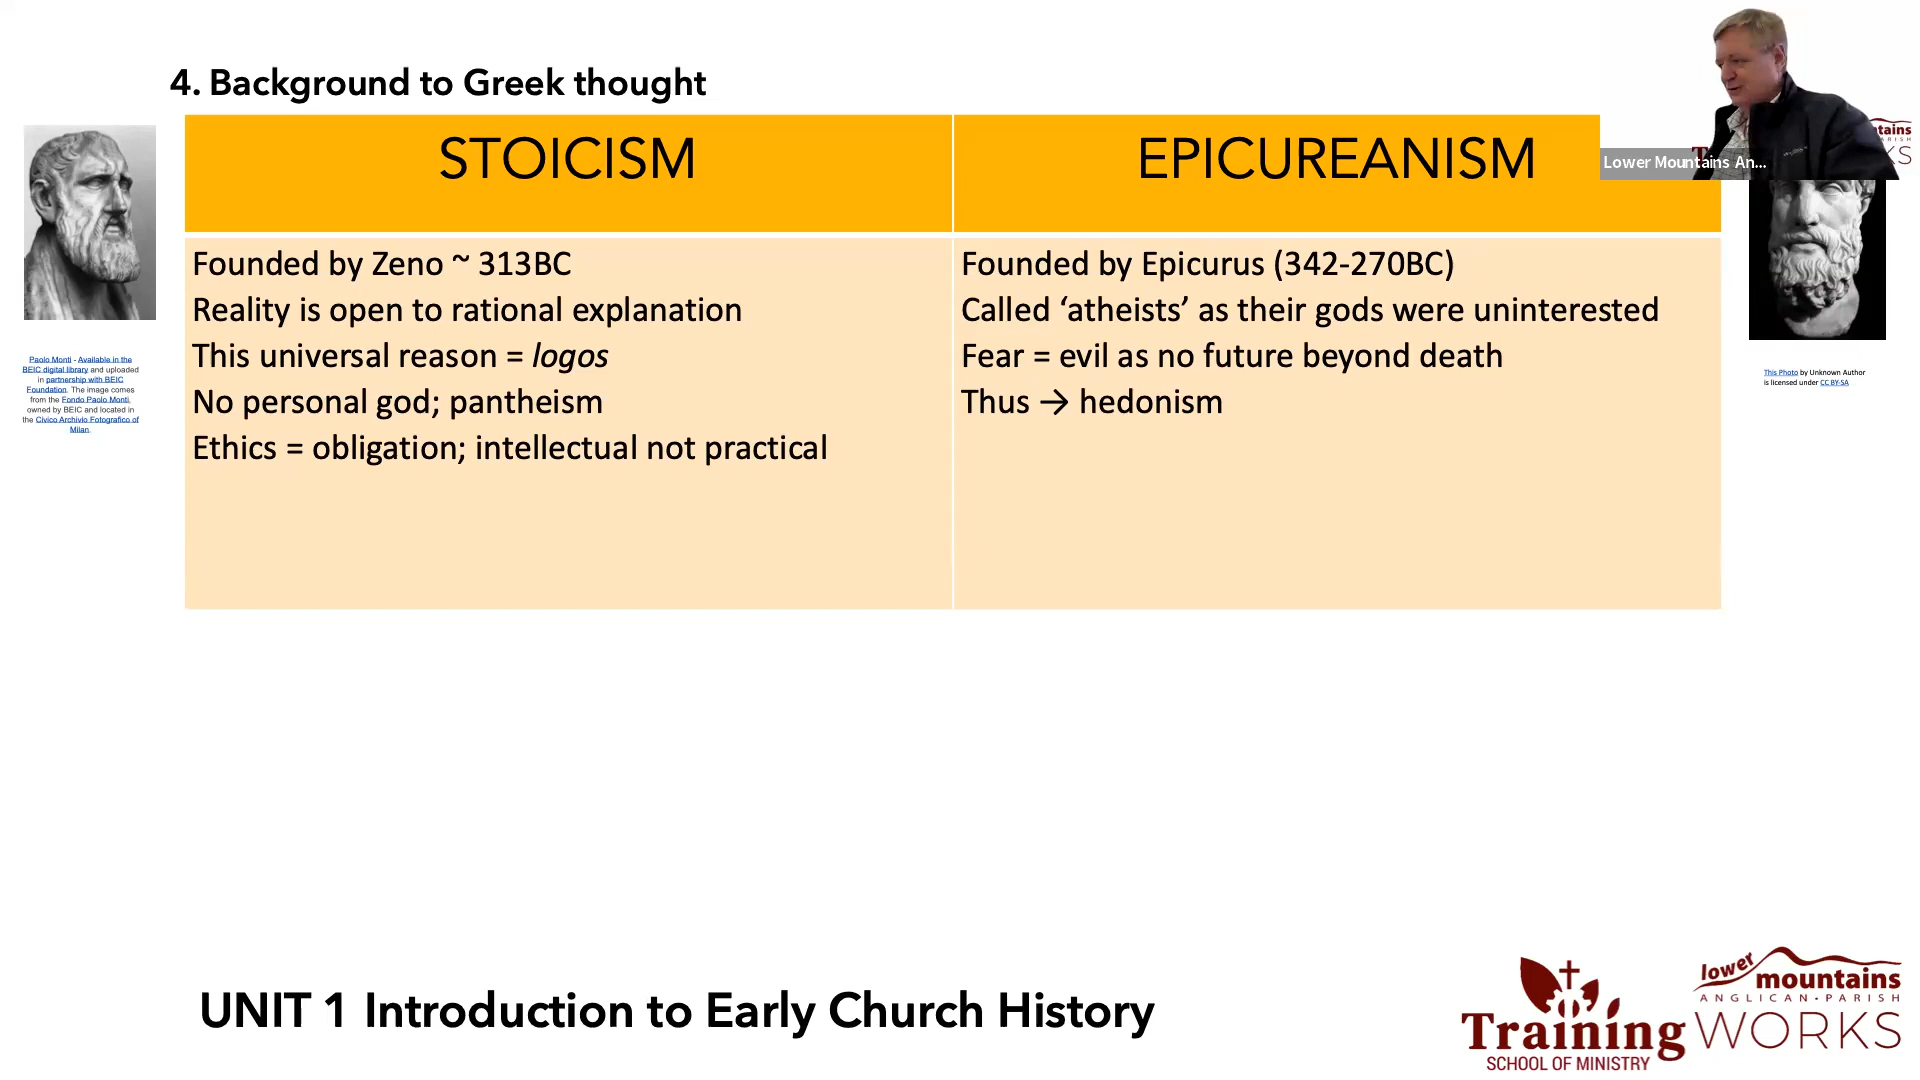 4. Background to Greek thought
STOICISM
EPICUREANISM
Founded by Zeno ~ 313BC
Reality is open to rational explanation
This universal reason = logos
No personal god; pantheism
Ethics = obligation; intellectual not practical
Founded by Epicurus (342-270BC)
Called ‘atheists’ as their gods were uninterested
Fear = evil as no future beyond death
Thus → hedonism
Lower Mountains An...
tains
ARISH
KS
Paolo Monti - Available in the
BEIC digital library and uploaded
in partnership with BEIC
Foundation. The image comes
from the Fondo Paolo Monti,
owned by BEIC and located in
the Civico Archivio Fotografico of
Milan.
This Photo by Unknown Author
is licensed under CC BY-SA
UNIT 1 Introduction to Early Church History
Training
SCHOOL OF MINISTRY
lower
mountains
ANGLICAN • PARISH
WORKS